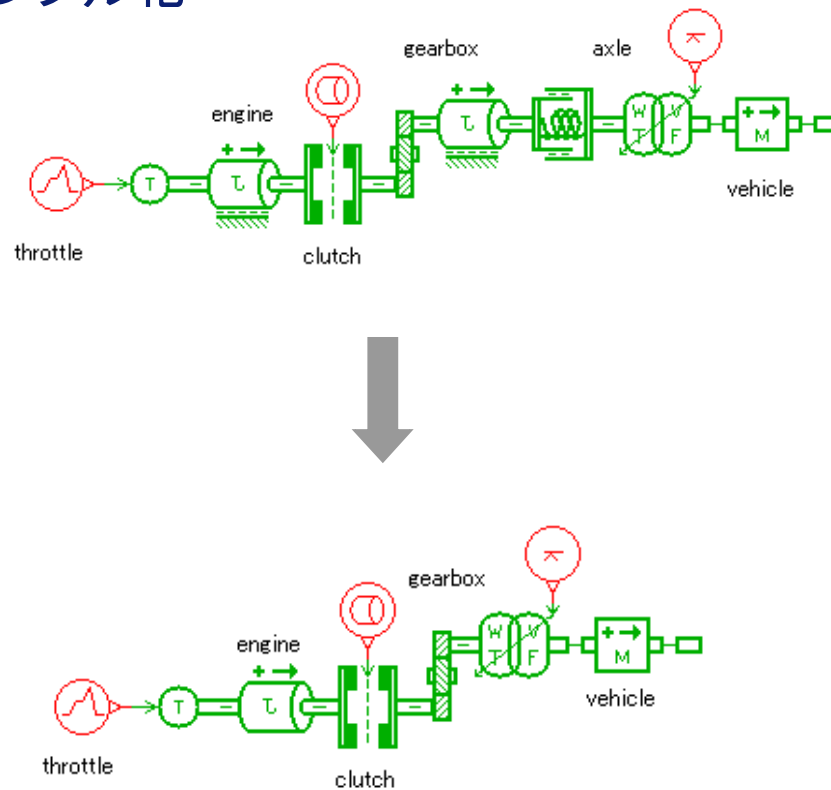 gearbox
axle
engine
τ
W V
T F
+ M
T
τ
vehicle
throttle
clutch
gearbox
engine
W V
T F
+ M
T
τ
vehicle
throttle
clutch